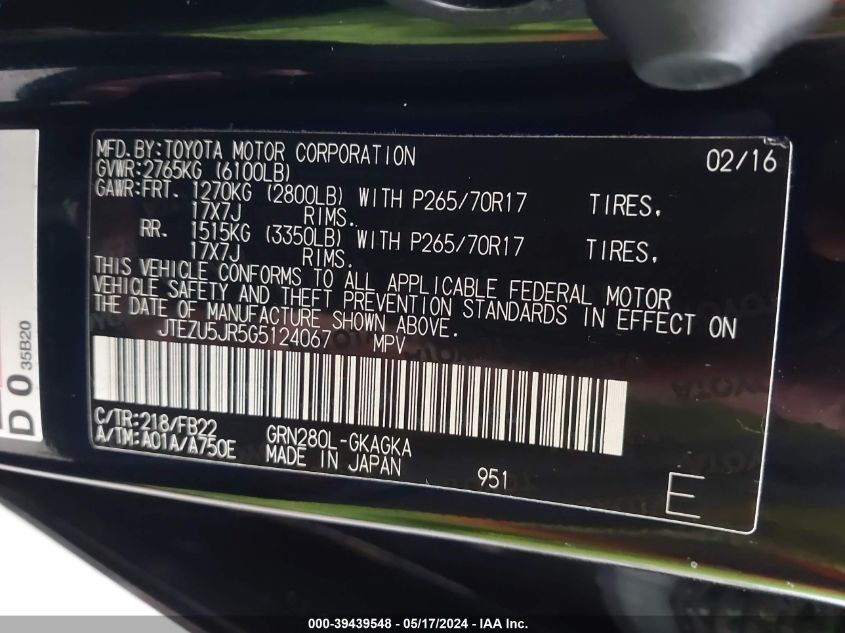 MFD.BY:TOYOTA MOTOR CORPORATION 02/16
GVWR:2765KG (6100LB)
GAWR:FRT. 1270KG (2800LB) WITH P265/70R17 TIRES,
17X7J RIMS.
RR. 1515KG (3350LB) WITH P265/70R17 TIRES,
17X7J RIMS.
THIS VEHICLE CONFORMS TO ALL APPLICABLE FEDERAL MOTOR
VEHICLE SAFETY AND THEFT PREVENTION STANDARDS IN EFFECT ON
THE DATE OF MANUFACTURE SHOWN ABOVE.
JTEZU5JR5G5124067 MPV
C/TR:218/FB22 GRN280L-GKAGKA
A/TM:A01A/A750E MADE IN JAPAN
951
E
D 0 35B20
000-39439548 - 05/17/2024 - IAA Inc.